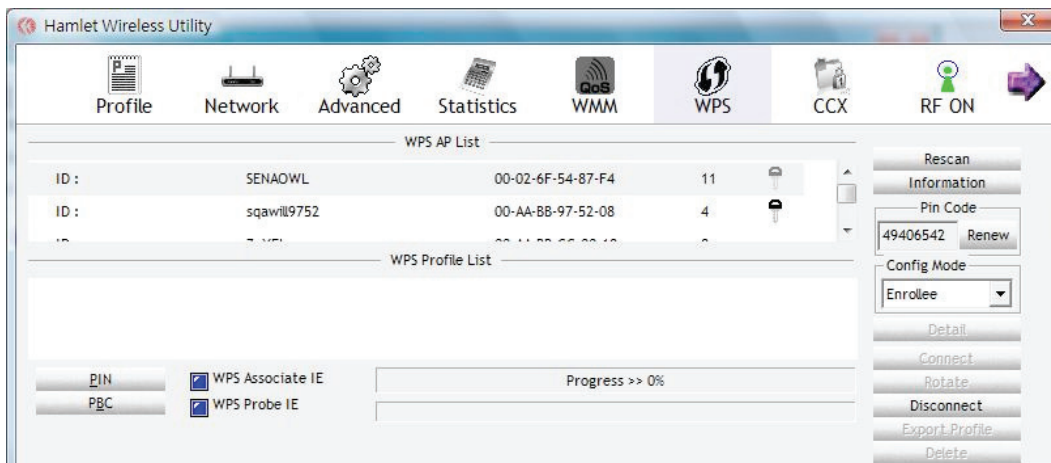 Hamlet Wireless Utility
Profile Network Advanced Statistics QoS WMM WPS CCX RF ON
WPS AP List
ID : SENAOWL 00-02-6F-54-87-F4 11
ID : sqawill9752 00-AA-BB-97-52-08 4
WPS Profile List
PIN
PBC
WPS Associate IE
WPS Probe IE
Progress >> 0%
Rescan
Information
Pin Code
49406542 Renew
Config Mode
Enrollee
Detail
Connect
Rotate
Disconnect
Export Profile
Delete